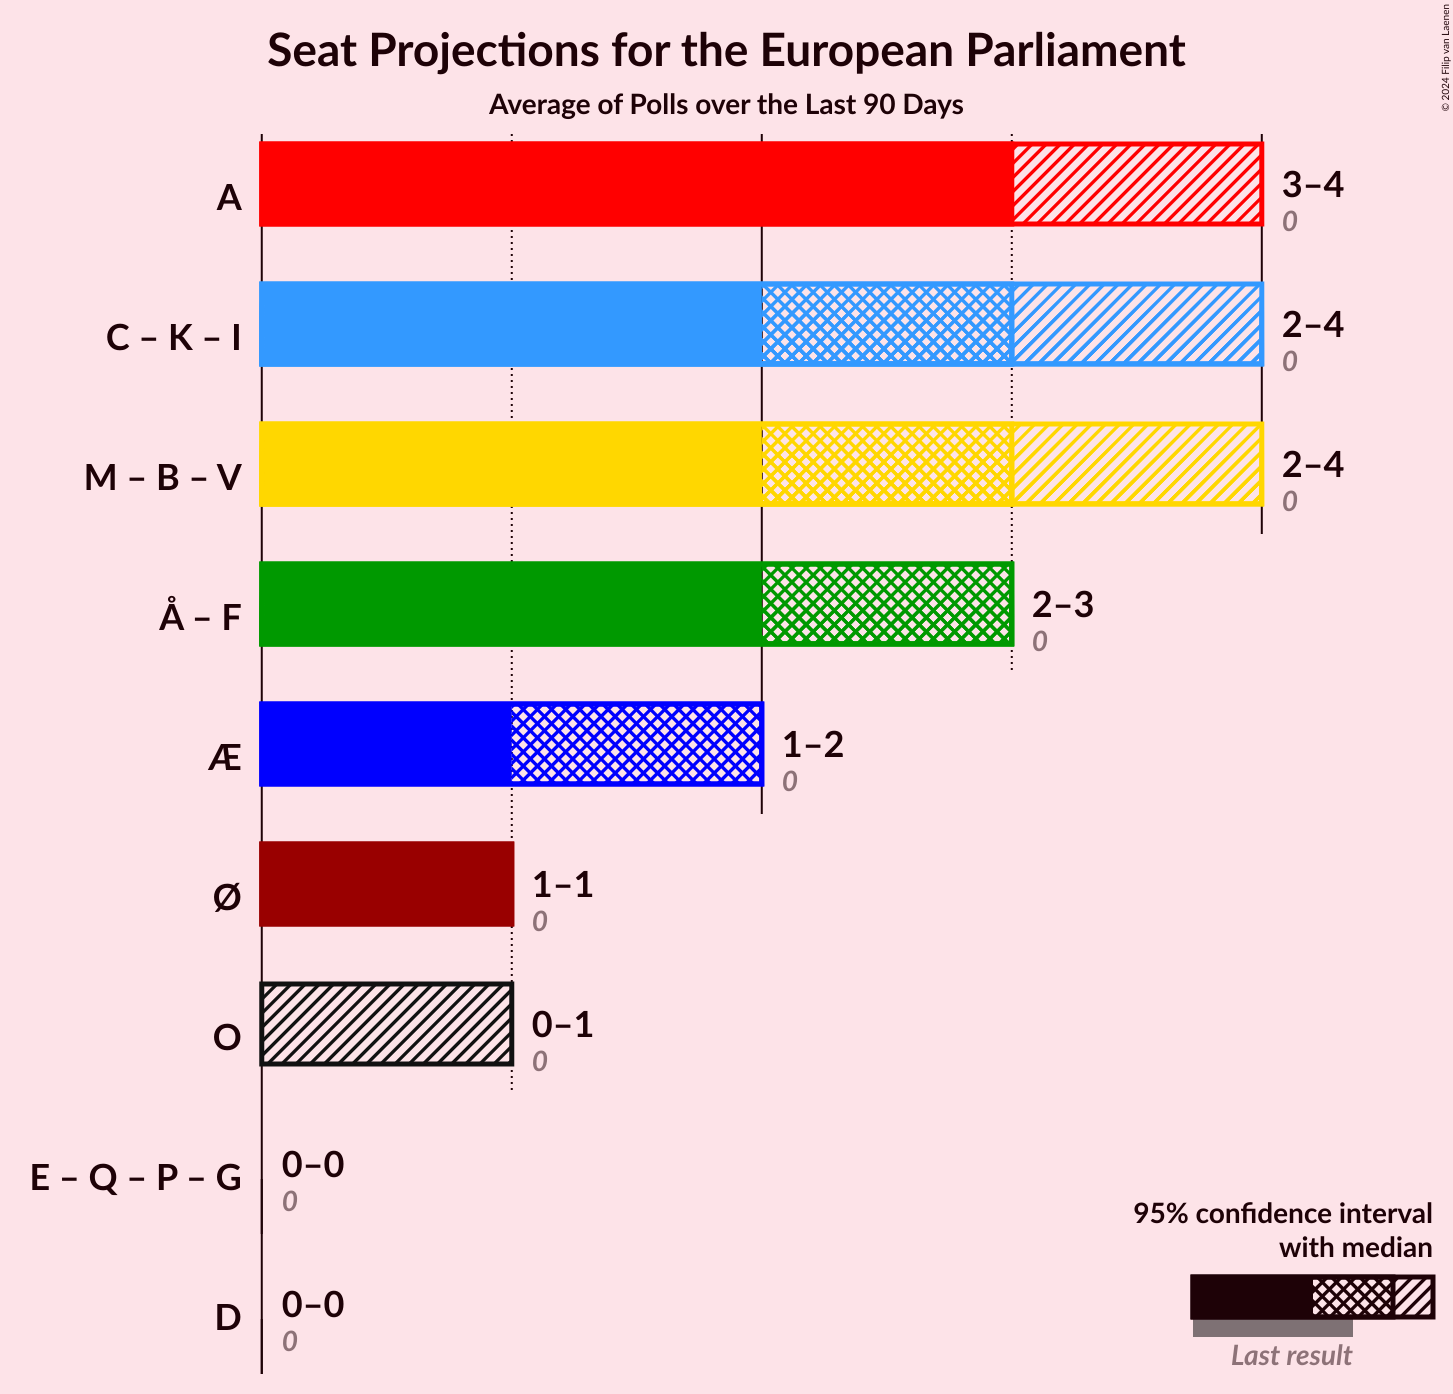 Seat Projections for the European Parliament
Average of Polls over the Last 90 Days
© 2024 Filip van Laenen
A
3–4
0
C – K – I
2–4
0
M – B – V
2–4
0
Å – F
2–3
0
Æ
1–2
0
Ø
1–1
0
O
0–1
0
E – Q – P – G
0–0
0
D
0–0
0
95% confidence interval
with median
Last result